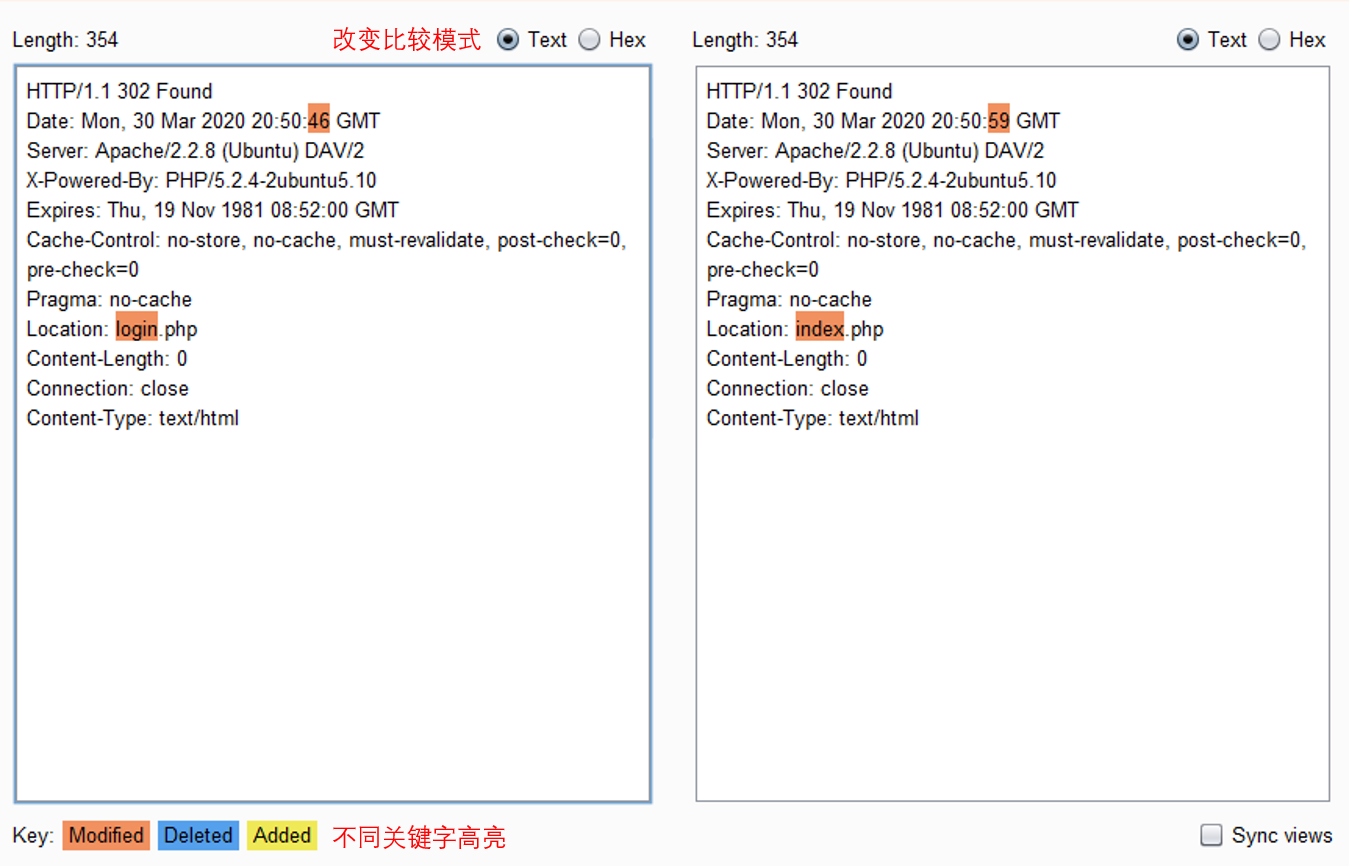 Length: 354 改变比较模式 Text Hex
HTTP/1.1 302 Found
Date: Mon, 30 Mar 2020 20:50:46 GMT
Server: Apache/2.2.8 (Ubuntu) DAV/2
X-Powered-By: PHP/5.2.4-2ubuntu5.10
Expires: Thu, 19 Nov 1981 08:52:00 GMT
Cache-Control: no-store, no-cache, must-revalidate, post-check=0,
pre-check=0
Pragma: no-cache
Location: login.php
Content-Length: 0
Connection: close
Content-Type: text/html
Length: 354 Text Hex
HTTP/1.1 302 Found
Date: Mon, 30 Mar 2020 20:50:59 GMT
Server: Apache/2.2.8 (Ubuntu) DAV/2
X-Powered-By: PHP/5.2.4-2ubuntu5.10
Expires: Thu, 19 Nov 1981 08:52:00 GMT
Cache-Control: no-store, no-cache, must-revalidate, post-check=0,
pre-check=0
Pragma: no-cache
Location: index.php
Content-Length: 0
Connection: close
Content-Type: text/html
Key: Modified Deleted Added 不同关键字高亮
Sync views